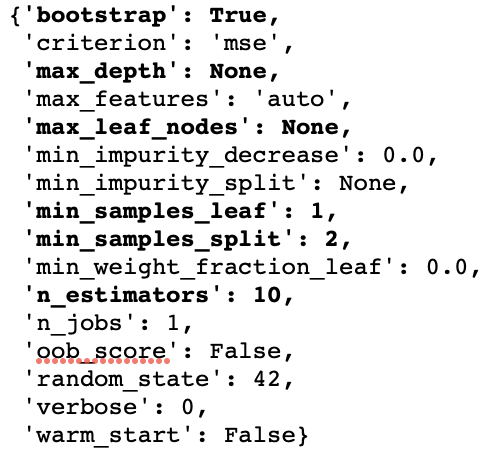 {'bootstrap': True,
'criterion': 'mse',
'max_depth': None,
'max_features': 'auto',
'max_leaf_nodes': None,
'min_impurity_decrease': 0.0,
'min_impurity_split': None,
'min_samples_leaf': 1,
'min_samples_split': 2,
'min_weight_fraction_leaf': 0.0,
'n_estimators': 10,
'n_jobs': 1,
'oob_score': False,
'random_state': 42,
'verbose': 0,
'warm_start': False}